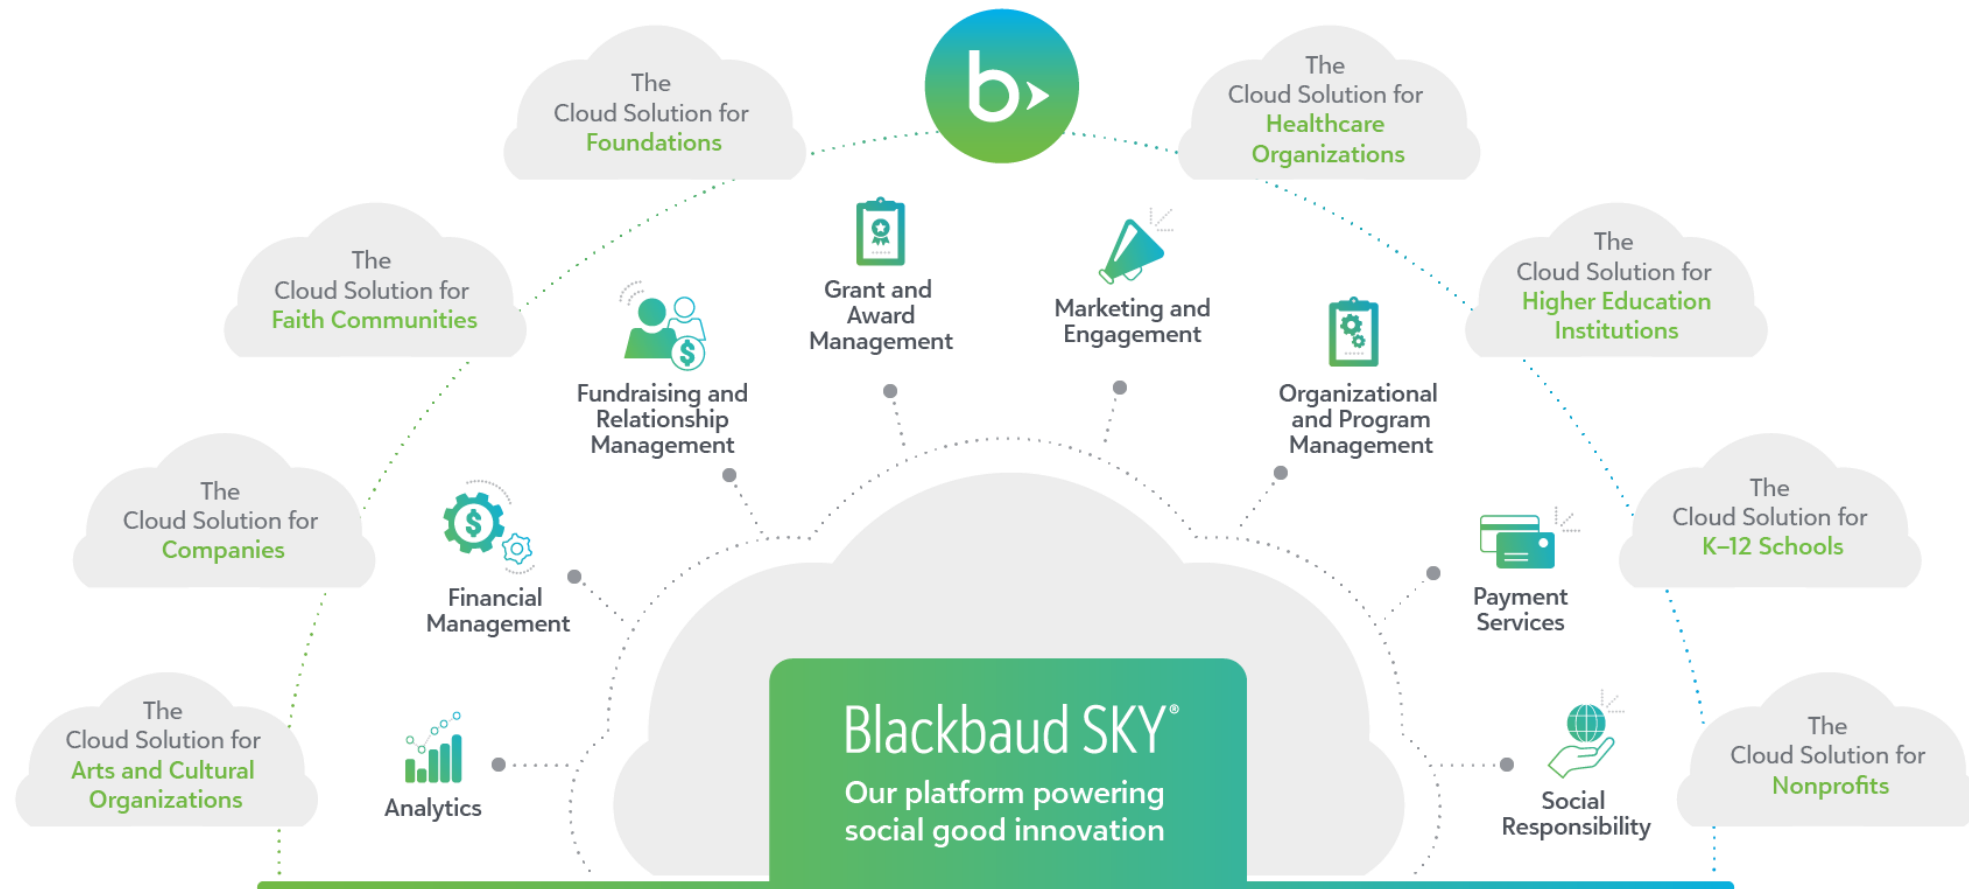 The
Cloud Solution for
Foundations
b
The
Cloud Solution for
Healthcare
Organizations
The
Cloud Solution for
Faith Communities
The
Cloud Solution for
Higher Education
Institutions
Grant and
Award
Management
Marketing and
Engagement
$
Fundraising and
Relationship
Management
Organizational
and Program
Management
The
Cloud Solution for
Companies
The
Cloud Solution for
K–12 Schools
$
Financial
Management
Payment
Services
The
Cloud Solution for
Arts and Cultural
Organizations
Analytics
Blackbaud SKY®
Our platform powering
social good innovation
Social
Responsibility
The
Cloud Solution for
Nonprofits